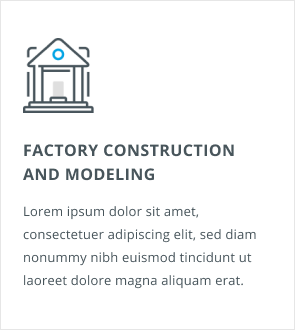 FACTORY CONSTRUCTION
AND MODELING
Lorem ipsum dolor sit amet,
consectetuer adipiscing elit, sed diam
nonummy nibh euismod tincidunt ut
laoreet dolore magna aliquam erat.